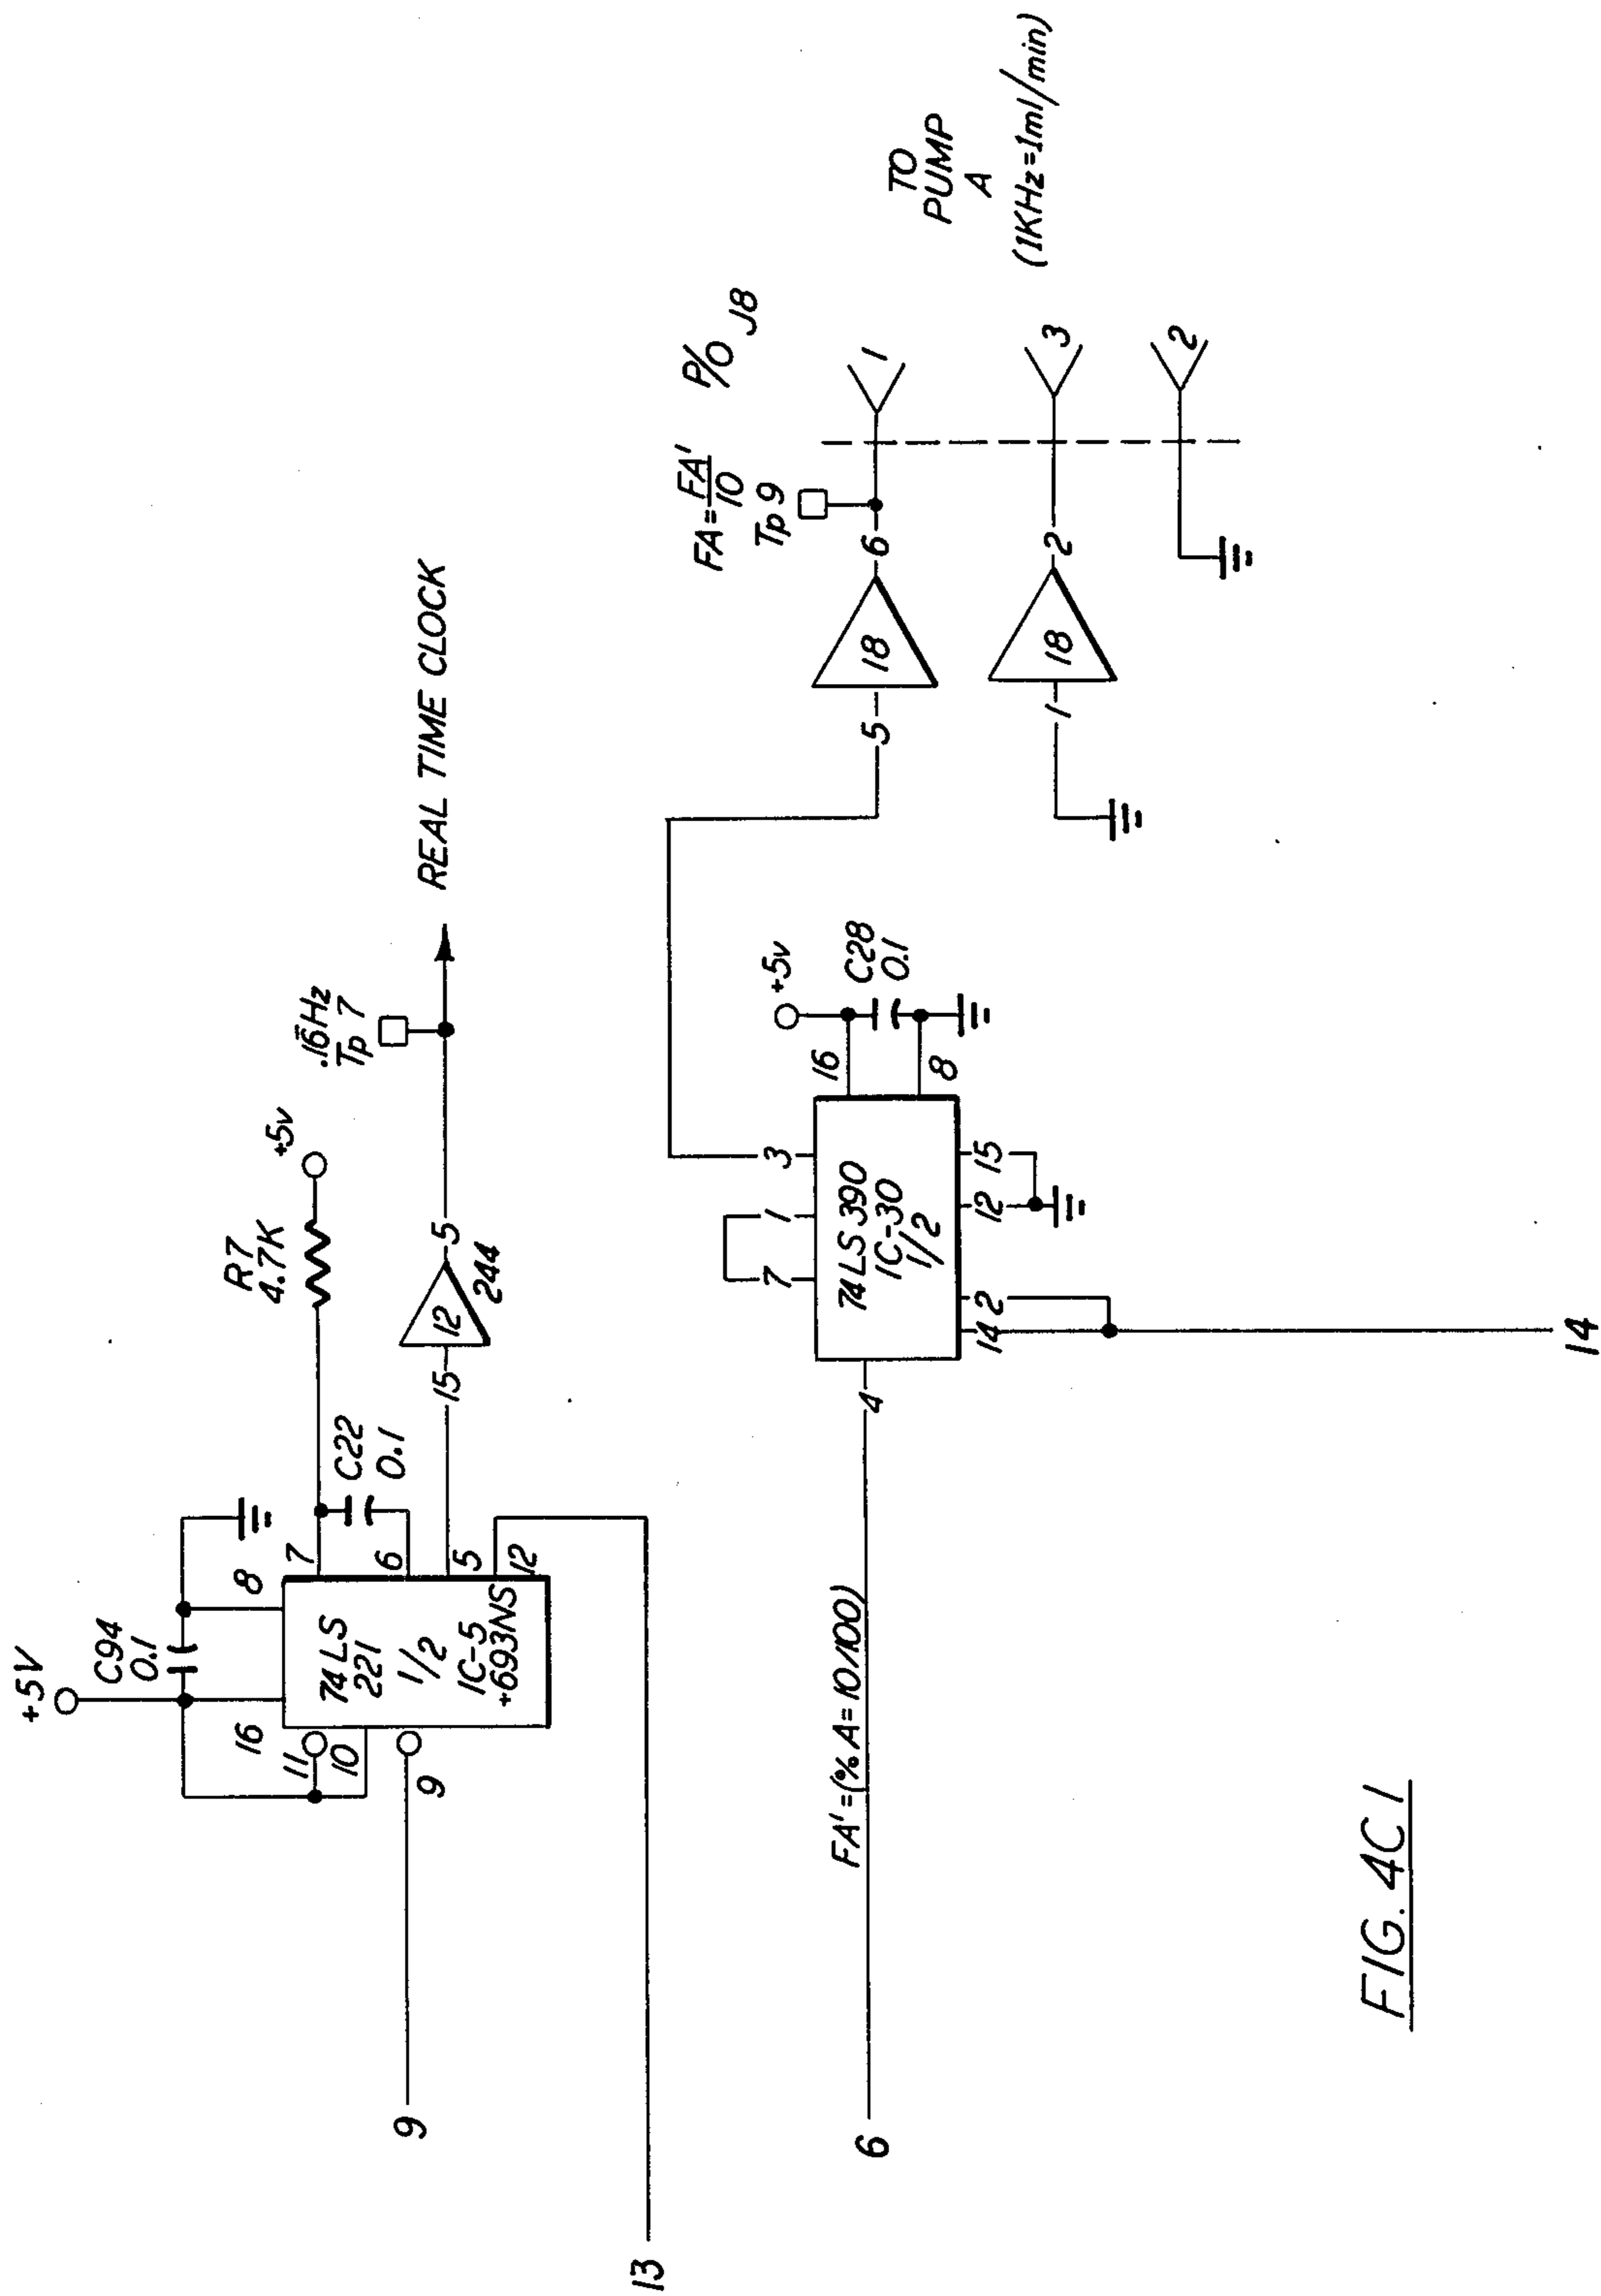 +5V
C94
0.1
16
8
11
10
9
74LS
221
1/2
IC-5
+693NS
7
6
5
12
C22
0.1
R7
4.7K
+5v
15
12
5
244
.16Hz
Tp 7
REAL TIME CLOCK
9
13
6
FA'=(%A=10/100)
4
74LS390
IC-30
1/2
7
1
3
14
2
12
15
16
8
+5v
C28
0.1
14
5
18
6
FA=FA'/10
Tp 9
P/O J8
1
1
18
2
3
2
TO
PUMP
A
(1KHz=1ml/min)
FIG. 4C1